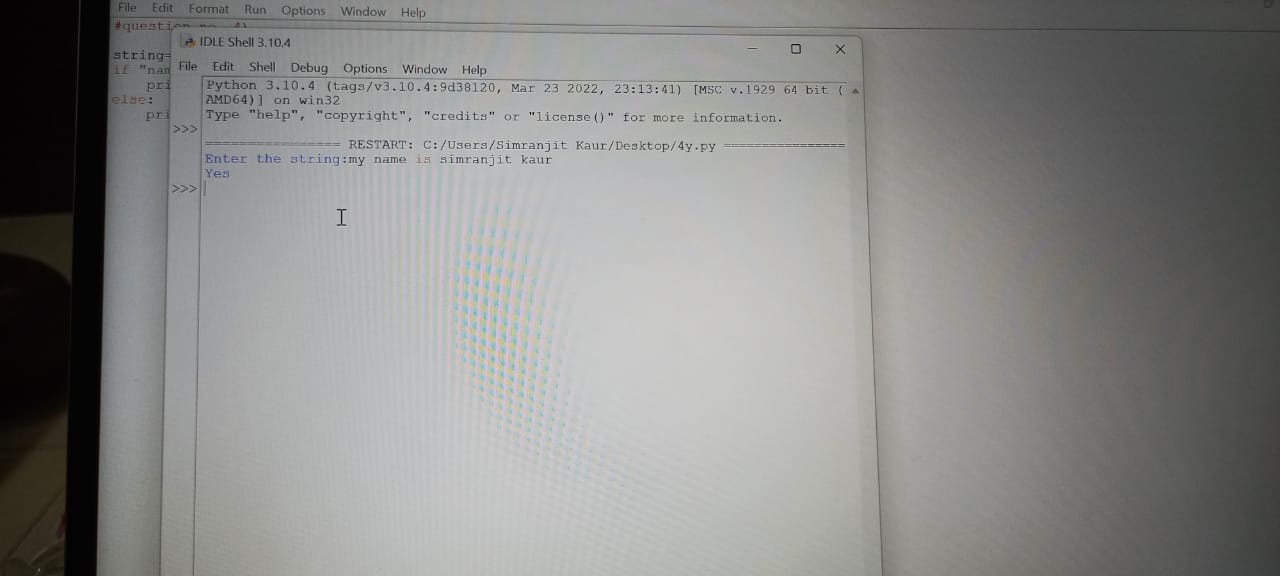 File Edit Format Run Options Window Help
#question no. 4)
string=
if "nam
pri
else:
pri
IDLE Shell 3.10.4
File Edit Shell Debug Options Window Help
Python 3.10.4 (tags/v3.10.4:9d38120, Mar 23 2022, 23:13:41) [MSC v.1929 64 bit (
AMD64)] on win32
Type "help", "copyright", "credits" or "license()" for more information.
>>>
================= RESTART: C:/Users/Simranjit Kaur/Desktop/4y.py ================
Enter the string:my name is simranjit kaur
Yes
>>>